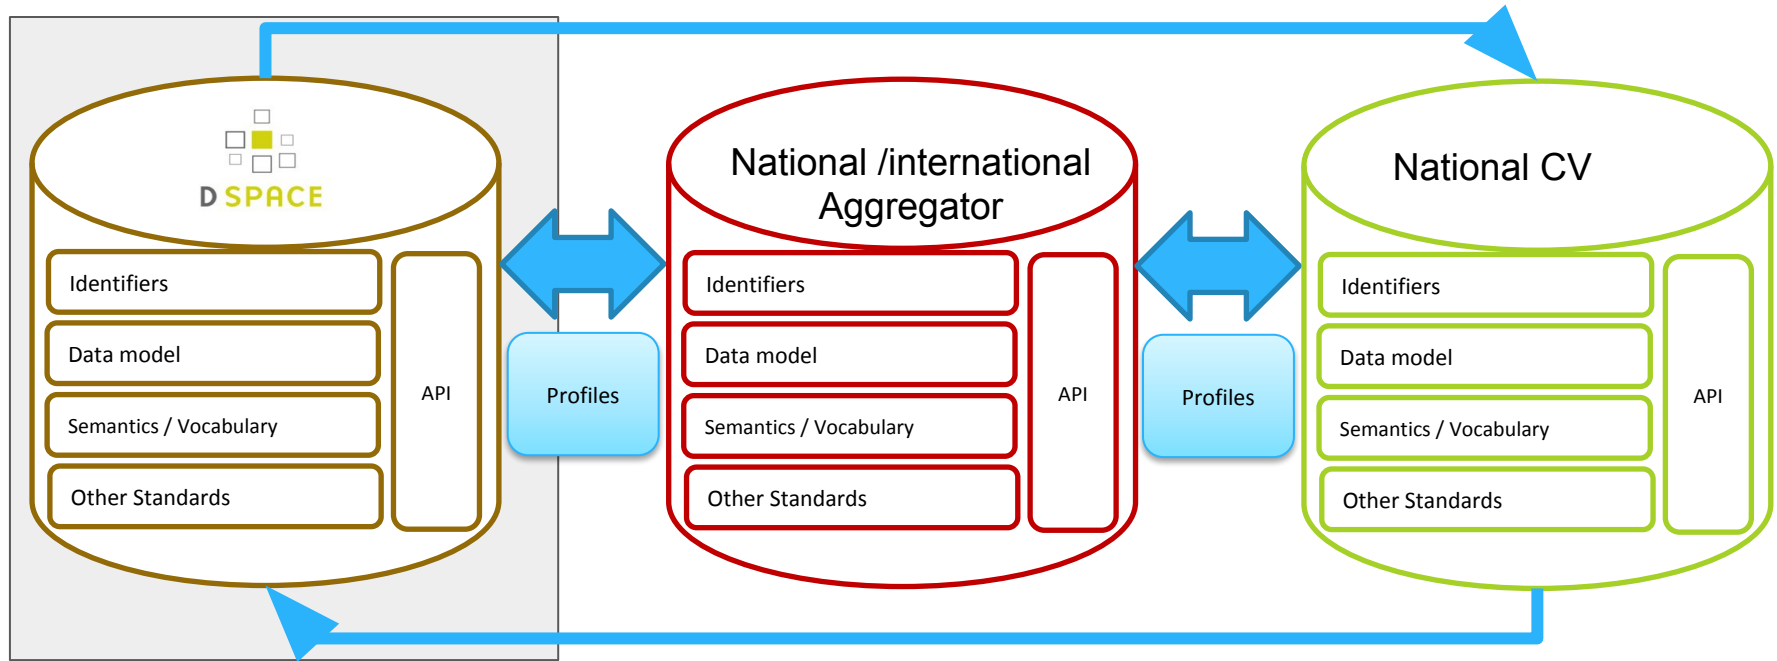 DSPACE
Identifiers
Data model
Semantics / Vocabulary
Other Standards
API
Profiles
National /international
Aggregator
Identifiers
Data model
Semantics / Vocabulary
Other Standards
API
Profiles
National CV
Identifiers
Data model
Semantics / Vocabulary
Other Standards
API